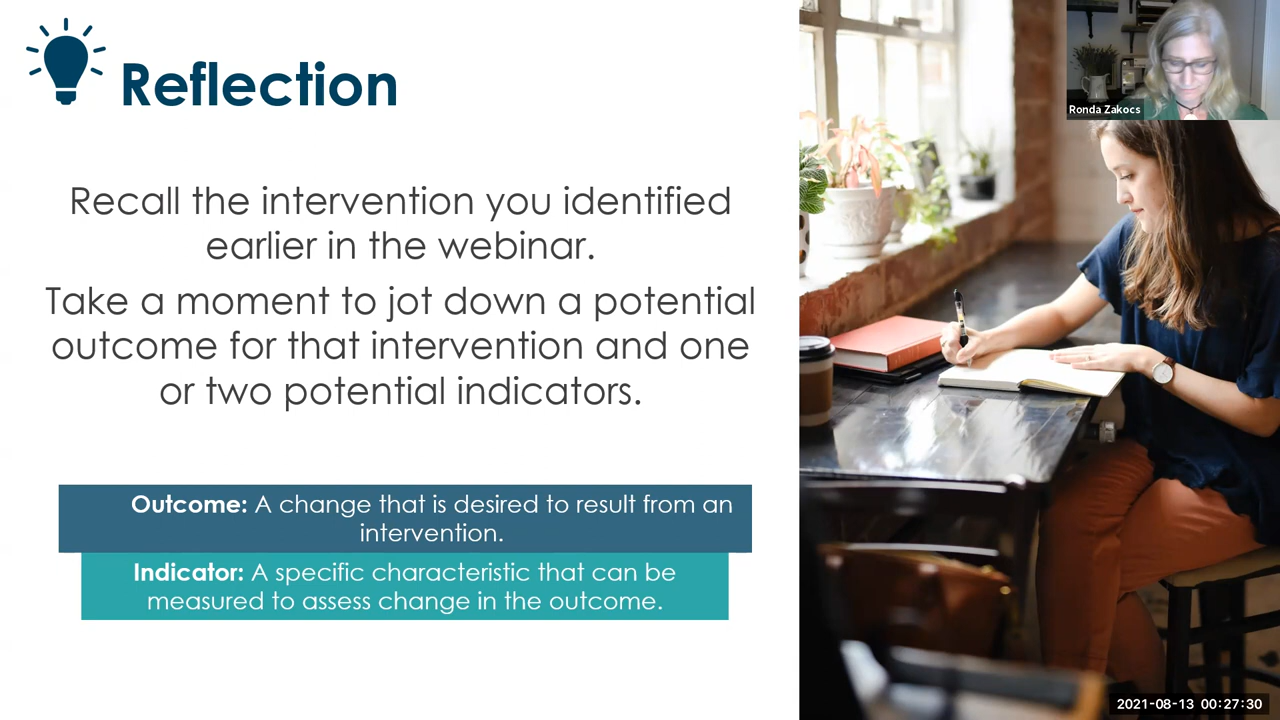 Reflection
Recall the intervention you identified
earlier in the webinar.
Take a moment to jot down a potential
outcome for that intervention and one
or two potential indicators.
Outcome: A change that is desired to result from an
intervention.
Indicator: A specific characteristic that can be
measured to assess change in the outcome.
Ronda Zakocs
2021-08-13 00:27:30